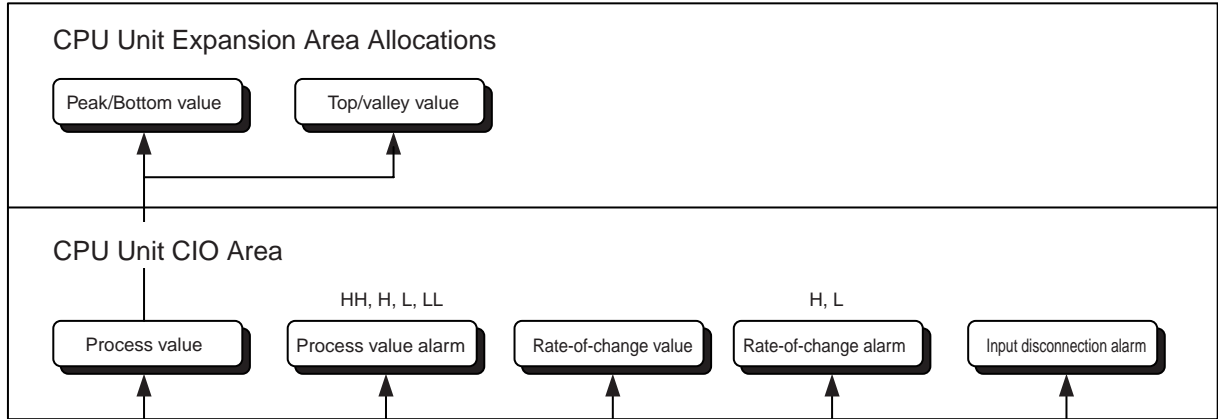 CPU Unit Expansion Area Allocations
Peak/Bottom value
Top/valley value
CPU Unit CIO Area
HH, H, L, LL
H, L
Process value
Process value alarm
Rate-of-change value
Rate-of-change alarm
Input disconnection alarm